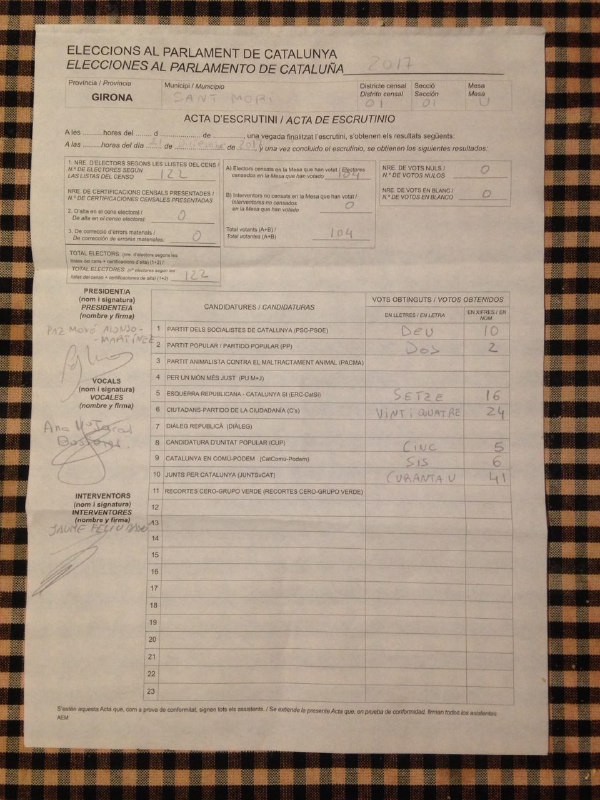 ELECCIONS AL PARLAMENT DE CATALUNYA
ELECCIONES AL PARLAMENTO DE CATALUÑA 2017
Província / Provincia
GIRONA
Municipi / Municipio
SANT MORI
Districte censal
Distrito censal
01
Secció
Sección
01
Mesa
Mesa
U
ACTA D'ESCRUTINI / ACTA DE ESCRUTINIO
A les ..........hores del ........ d ......................... de ............, una vegada finalitzat l'escrutini, s'obtenen els resultats següents:
A las ..........hores del día 21 de 2017, una vez concluido el escrutinio, se obtienen los siguientes resultados:
1. NRE. D'ELECTORS SEGONS LES LLISTES DEL CENS /
N.º DE ELECTORES SEGÚN
LAS LISTAS DEL CENSO 122
NRE. DE CERTIFICACIONS CENSALS PRESENTADES /
N.º DE CERTIFICACIONES CENSALES PRESENTADAS
2. D'alta en el cens electoral /
De alta en el censo electoral: 0
3. De correcció d'errors materials /
De corrección de errores materiales: 0
TOTAL ELECTORS: (nre. d'electors segons les
llistes del cens + certificacions d'alta) (1+2) /
TOTAL ELECTORES: (n.º electores según las
listas del censo + certificaciones de alta) (1+2) 122
A) Electors censats en la Mesa que han votat / Electores
censados en la Mesa que han votado 104
B) Interventors no censats en la Mesa que han votat /
Interventores no censados
en la Mesa que han votado 0
Total votants (A+B) /
Total votantes (A+B) 104
NRE. DE VOTS NULS /
N.º DE VOTOS NULOS 0
NRE. DE VOTS EN BLANC /
N.º DE VOTOS EN BLANCO 0
PRESIDENT/A
(nom i signatura)
PRESIDENTE/A
(nombre y firma)
PAZ MOYÓ ALONSO-
MARTÍNEZ
VOCALS
(nom i signatura)
VOCALES
(nombre y firma)
Ana
INTERVENTORS
(nom i signatura)
INTERVENTORES
(nombre y firma)
JAUME FELIU
CANDIDATURES / CANDIDATURAS
VOTS OBTINGUTS / VOTOS OBTENIDOS
EN LLETRES / EN LETRA
EN XIFRES / EN NÚM.
1 PARTIT DELS SOCIALISTES DE CATALUNYA (PSC-PSOE) DEU 10
2 PARTIT POPULAR / PARTIDO POPULAR (PP) DOS 2
3 PARTIT ANIMALISTA CONTRA EL MALTRACTAMENT ANIMAL (PACMA)
4 PER UN MÓN MÉS JUST (PUM+J)
5 ESQUERRA REPUBLICANA - CATALUNYA SÍ (ERC-CatSí) SETZE 16
6 CIUTADANS-PARTIDO DE LA CIUDADANÍA (C's) VINT I QUATRE 24
7 DIÀLEG REPUBLICÀ (DIÀLEG)
8 CANDIDATURA D'UNITAT POPULAR (CUP) CINC 5
9 CATALUNYA EN COMÚ-PODEM (CatComú-Podem) SIS 6
10 JUNTS PER CATALUNYA (JUNTSxCAT) CURANTA U 41
11 RECORTES CERO-GRUPO VERDE (RECORTES CERO-GRUPO VERDE)
12
13
14
15
16
17
18
19
20
21
22
23
S'estén aquesta Acta que, com a prova de conformitat, signen tots els assistents. / Se extiende la presente Acta que, en prueba de conformidad, firman todos los asistentes
AEM